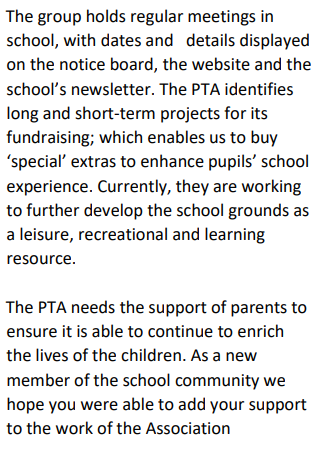 The group holds regular meetings in
school, with dates and   details displayed
on the notice board, the website and the
school’s newsletter. The PTA identifies
long and short-term projects for its
fundraising; which enables us to buy
‘special’ extras to enhance pupils’ school
experience. Currently, they are working
to further develop the school grounds as
a leisure, recreational and learning
resource.

The PTA needs the support of parents to
ensure it is able to continue to enrich
the lives of the children. As a new
member of the school community we
hope you were able to add your support
to the work of the Association